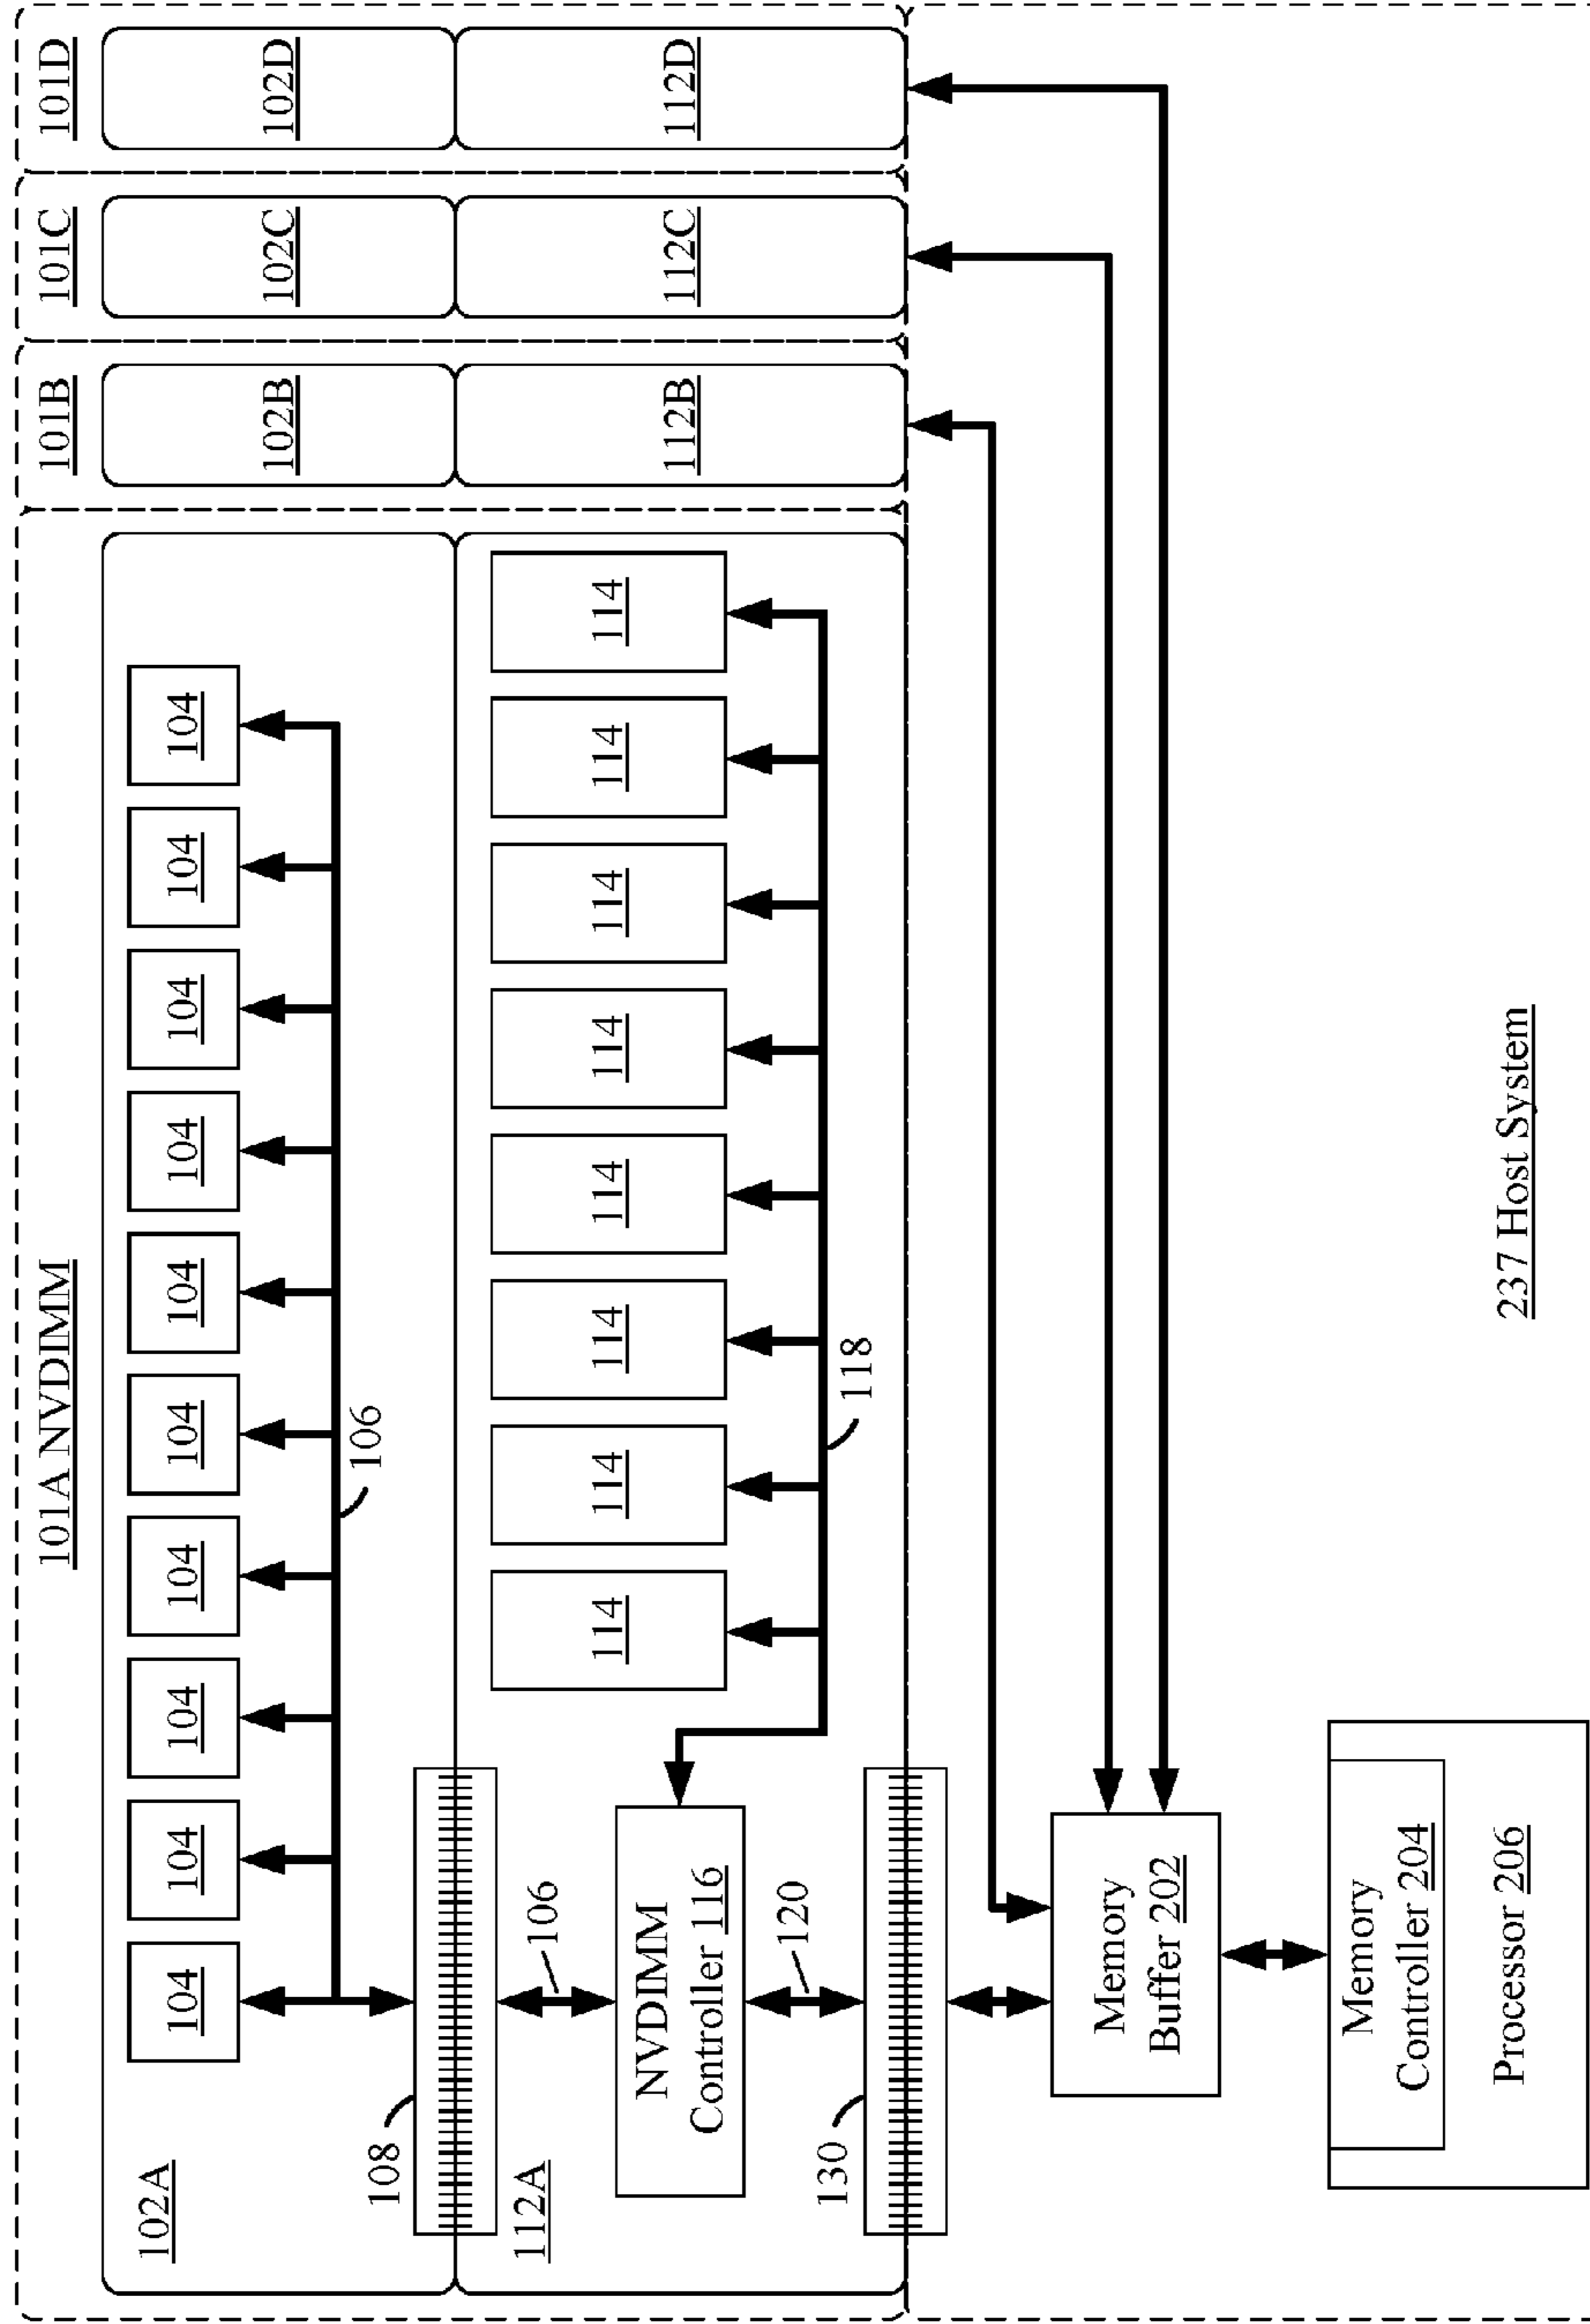 101A NVDIMM
101B
101C
101D
102A
104
104
104
104
104
104
104
104
104
104
102B
102C
102D
106
108
112A
106
114
114
114
114
114
114
114
114
112B
112C
112D
NVDIMM
Controller 116
120
118
130
Memory
Buffer 202
Memory
Controller 204
Processor 206
237 Host System